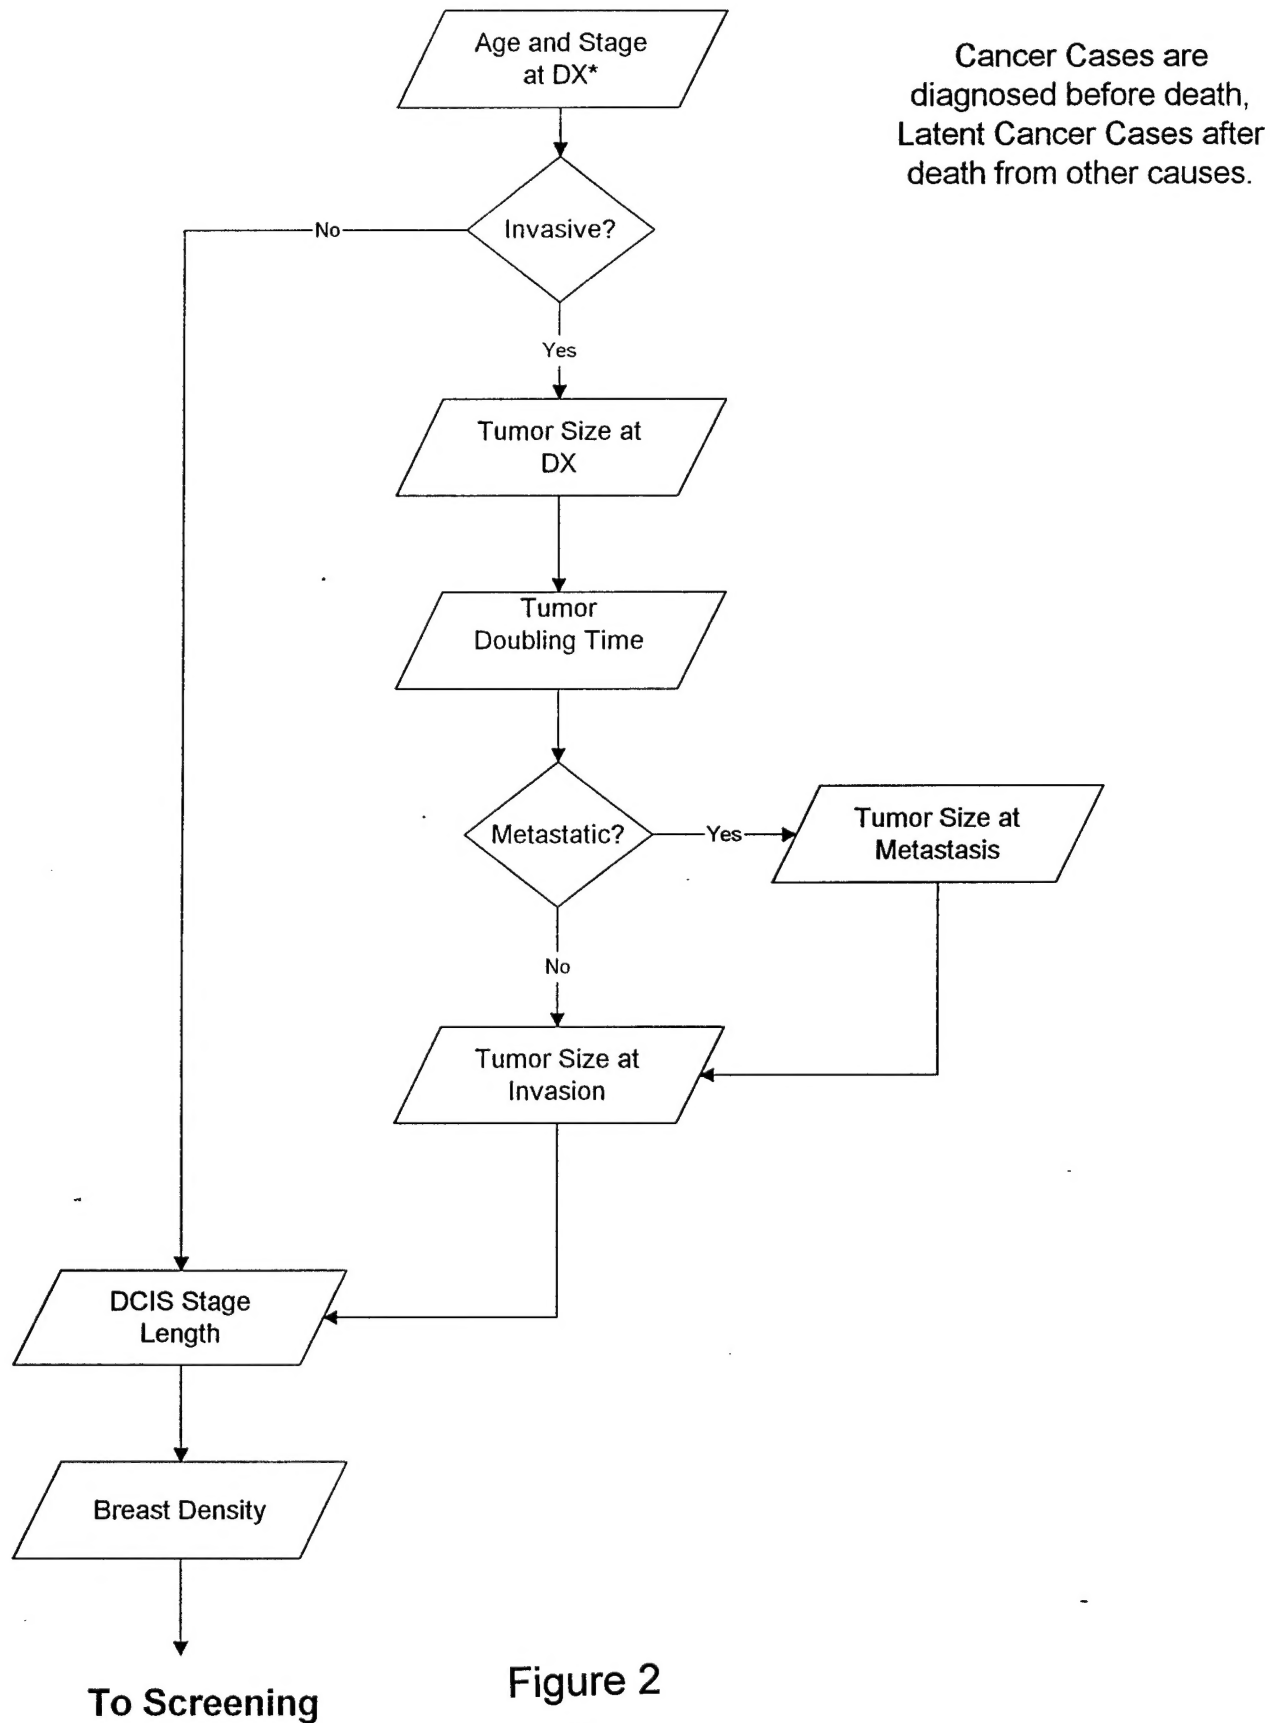 Age and Stage
at DX*
Cancer Cases are
diagnosed before death,
Latent Cancer Cases after
death from other causes.
Invasive?
No
Yes
Tumor Size at
DX
Tumor
Doubling Time
Metastatic?
Yes
Tumor Size at
Metastasis
No
Tumor Size at
Invasion
DCIS Stage
Length
Breast Density
To Screening
Figure 2